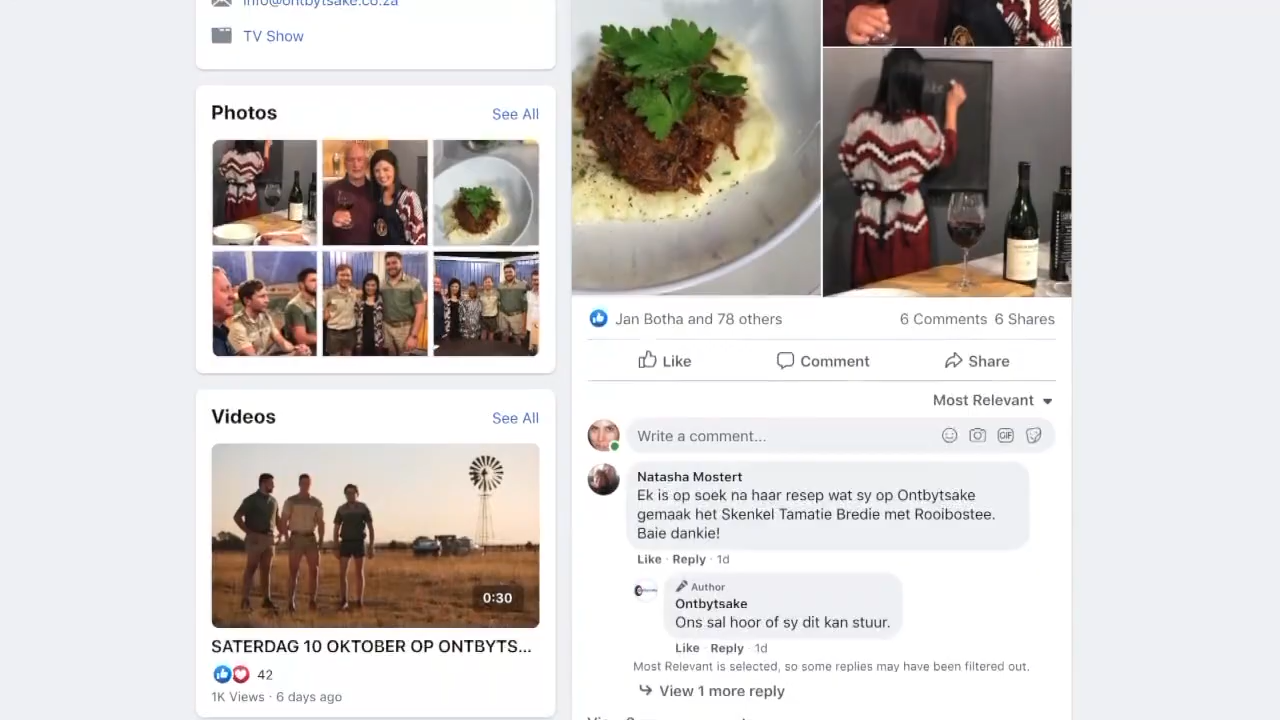 info@ontbytsake.co.za
TV Show
Photos
See All
Videos
See All
0:30
SATERDAG 10 OKTOBER OP ONTBYTS...
42
1K Views · 6 days ago
Jan Botha and 78 others
6 Comments 6 Shares
Like
Comment
Share
Most Relevant
Write a comment...
GIF
Natasha Mostert
Ek is op soek na haar resep wat sy op Ontbytsake
gemaak het Skenkel Tamatie Bredie met Rooibostee.
Baie dankie!
Like · Reply · 1d
Author
Ontbytsake
Ons sal hoor of sy dit kan stuur.
Like · Reply · 1d
Most Relevant is selected, so some replies may have been filtered out.
View 1 more reply